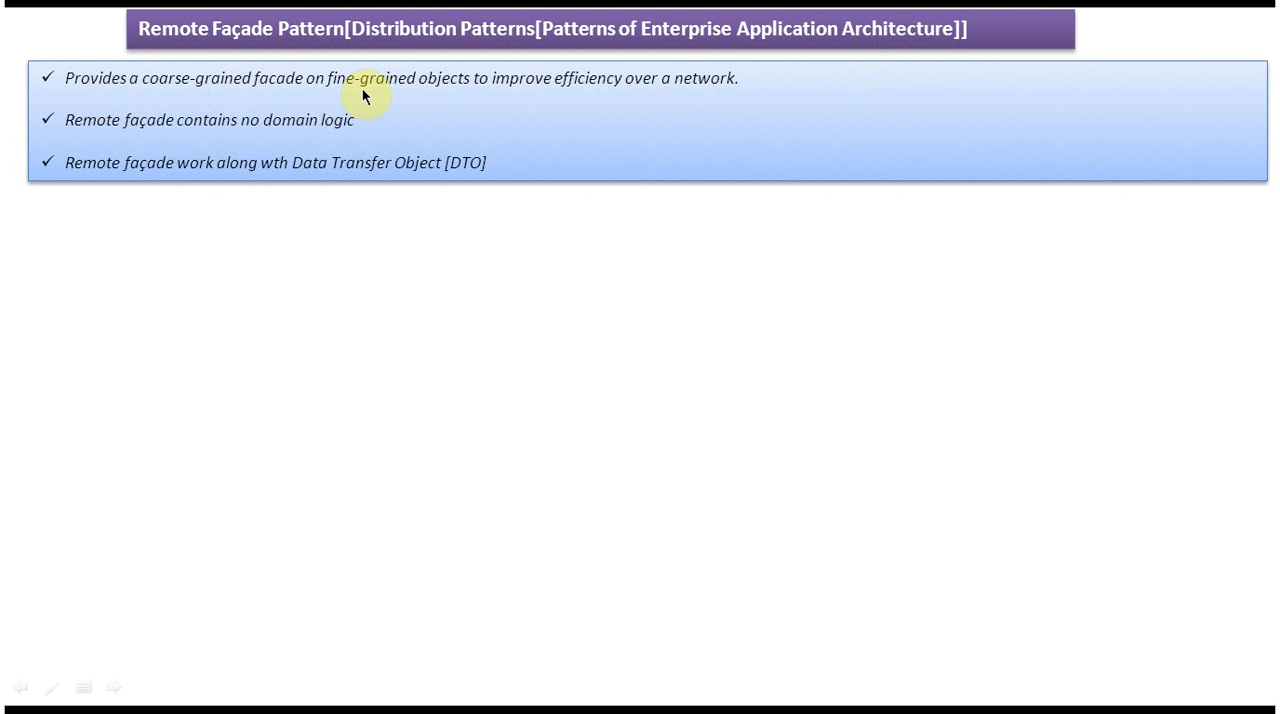 Remote Façade Pattern[Distribution Patterns[Patterns of Enterprise Application Architecture]]
✓ Provides a coarse-grained facade on fine-grained objects to improve efficiency over a network.
✓ Remote façade contains no domain logic
✓ Remote façade work along wth Data Transfer Object [DTO]